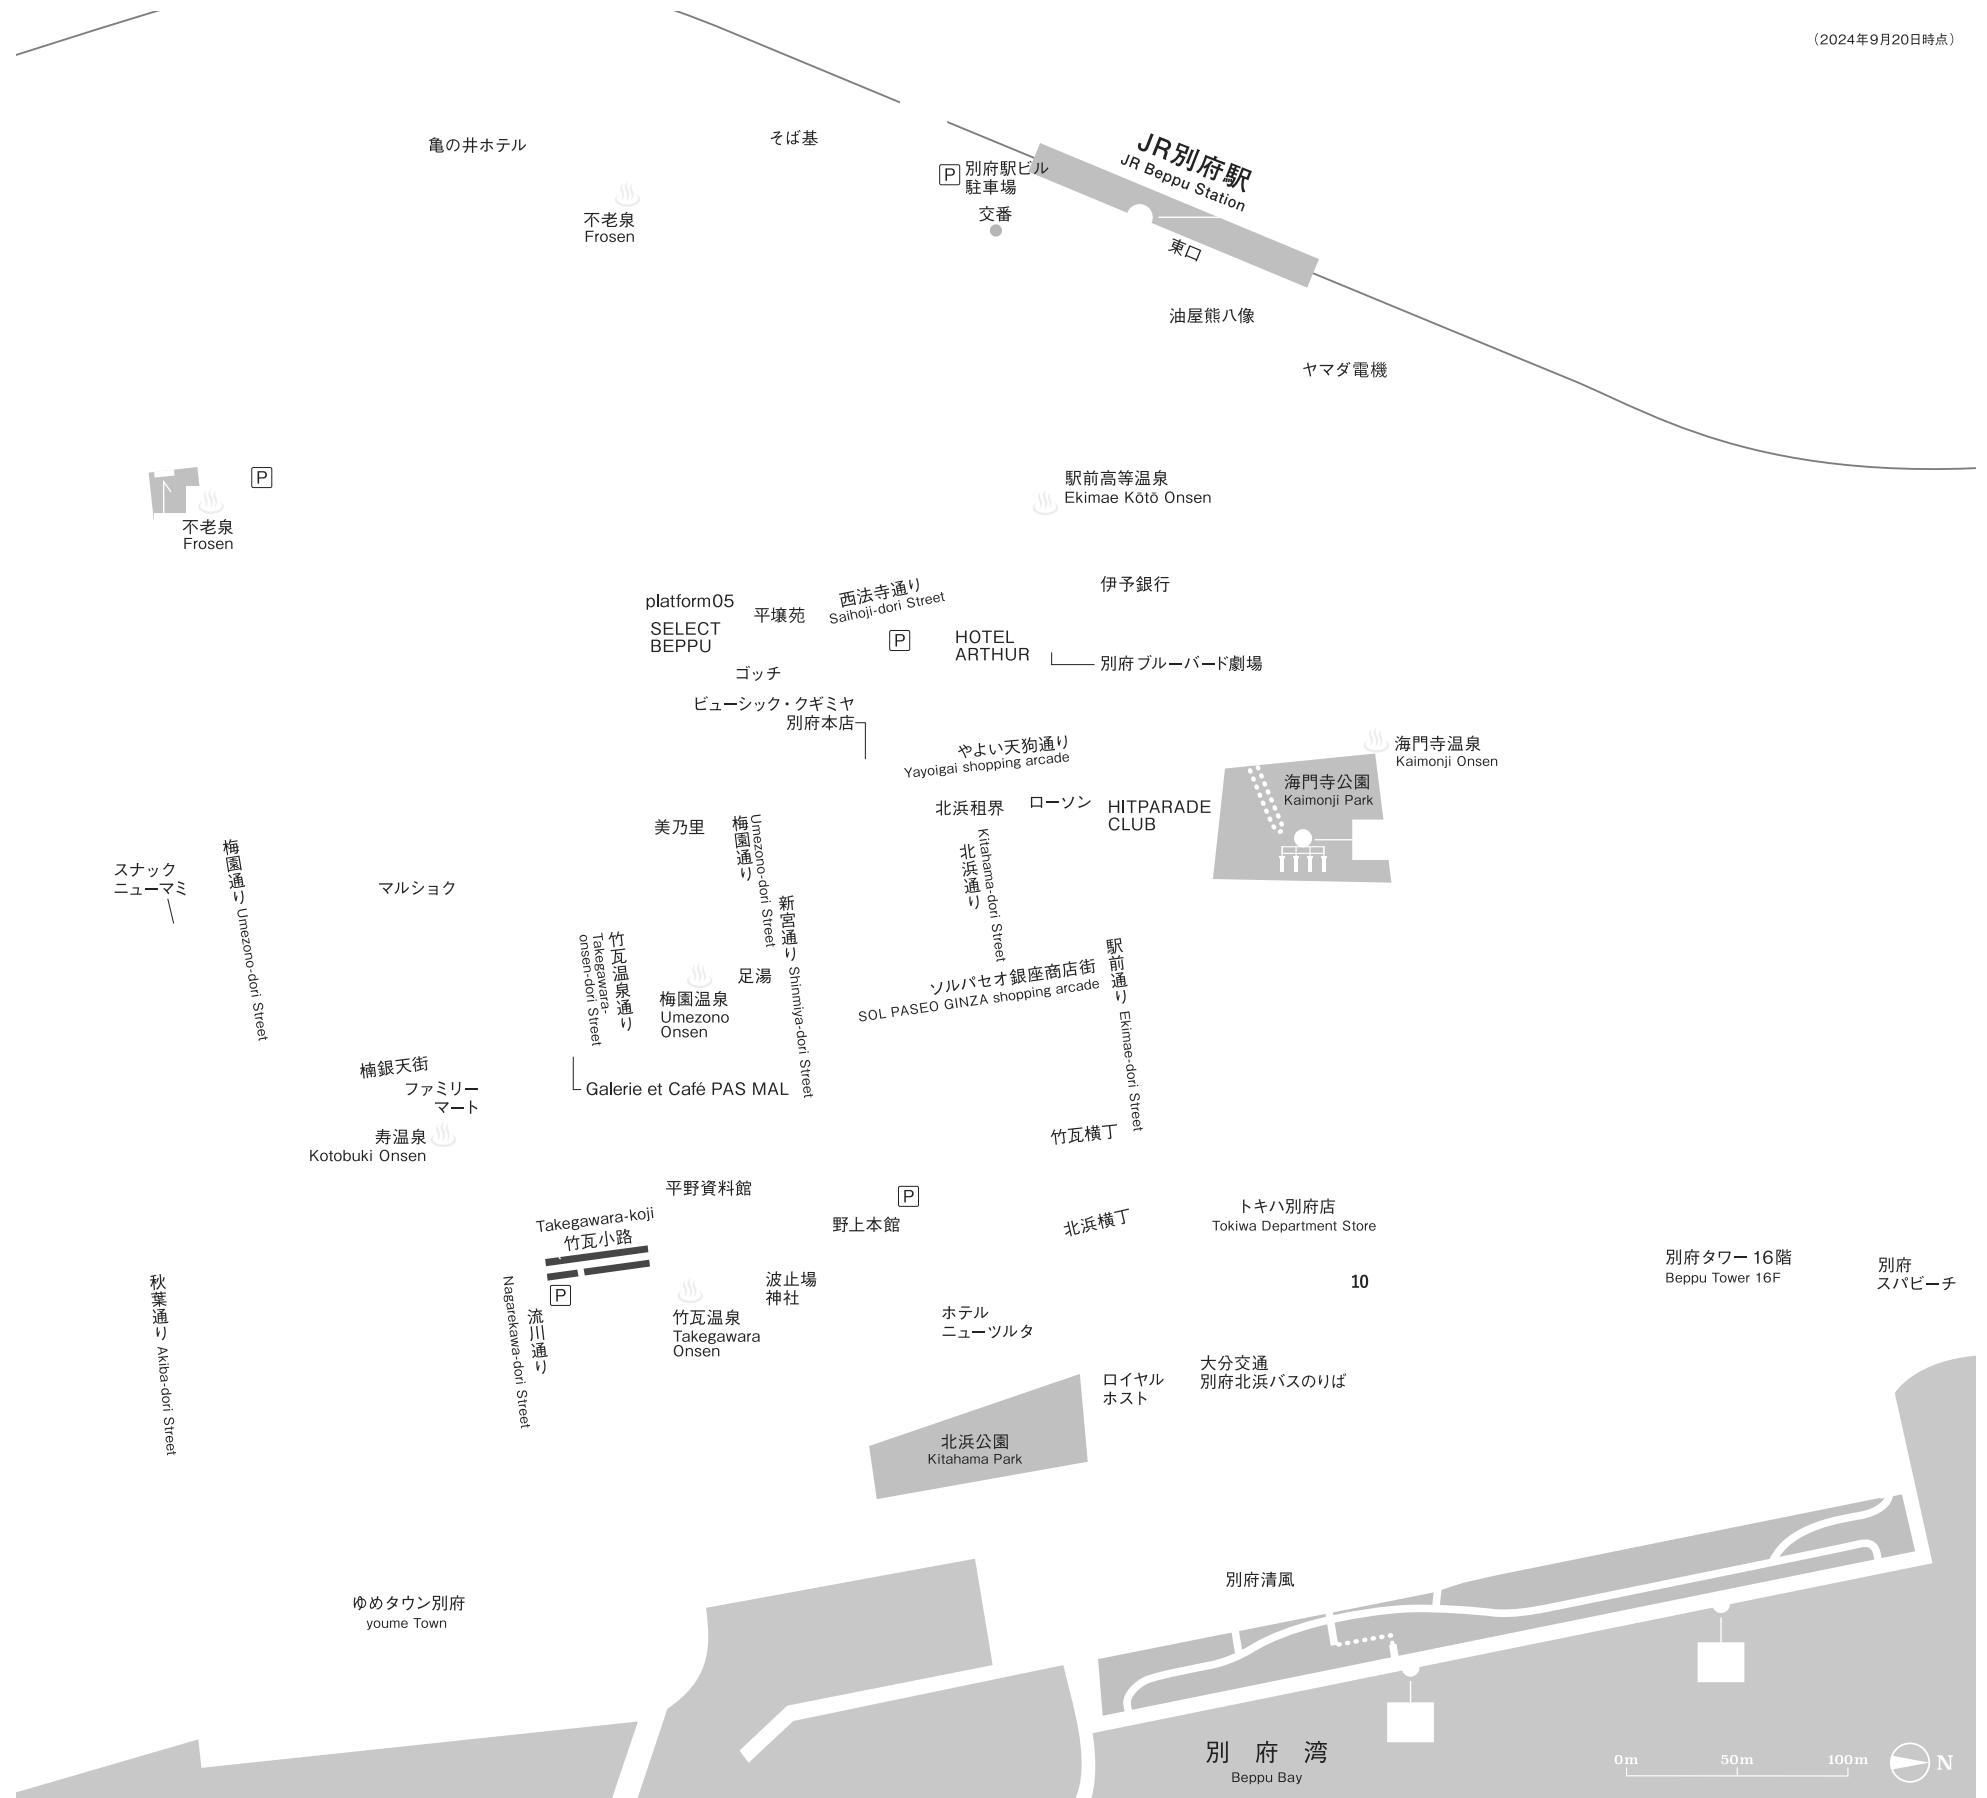 （2024年9月20日時点）
亀の井ホテル
そば基
JR別府駅
JR Beppu Station
P
別府駅ビル
駐車場
交番
不老泉
Frosen
東口
油屋熊八像
ヤマダ電機
P
不老泉
Frosen
駅前高等温泉
Ekimae Kōtō Onsen
伊予銀行
platform05
SELECT
BEPPU
平壌苑
西法寺通り
Saihoji-dori Street
P
HOTEL
ARTHUR
別府ブルーバード劇場
ゴッチ
ビューシック・クギミヤ
別府本店
やよい天狗通り
Yayoigai shopping arcade
海門寺温泉
Kaimonji Onsen
海門寺公園
Kaimonji Park
北浜租界
ローソン
HITPARADE
CLUB
美乃里
梅園通り
Umezono-dori Street
北浜通り
Kitahama-dori Street
スナック
ニューマミ
梅園通り Umezono-dori Street
マルショク
新宮通り Shinmiya-dori Street
竹瓦温泉通り
Takegawara-
onsen-dori Street
足湯
梅園温泉
Umezono
Onsen
ソルパセオ銀座商店街
SOL PASEO GINZA shopping arcade
駅前通り Ekimae-dori Street
楠銀天街
ファミリー
マート
Galerie et Café PAS MAL
寿温泉
Kotobuki Onsen
竹瓦横丁
平野資料館
P
野上本館
北浜横丁
トキハ別府店
Tokiwa Department Store
Takegawara-koji
竹瓦小路
P
別府タワー 16階
Beppu Tower 16F
別府
スパビーチ
10
秋葉通り Akiba-dori Street
流川通り
Nagarekawa-dori Street
竹瓦温泉
Takegawara
Onsen
波止場
神社
ホテル
ニューツルタ
ロイヤル
ホスト
大分交通
別府北浜バスのりば
北浜公園
Kitahama Park
別府清風
ゆめタウン別府
youme Town
別府湾
Beppu Bay
0m 50m 100m
N